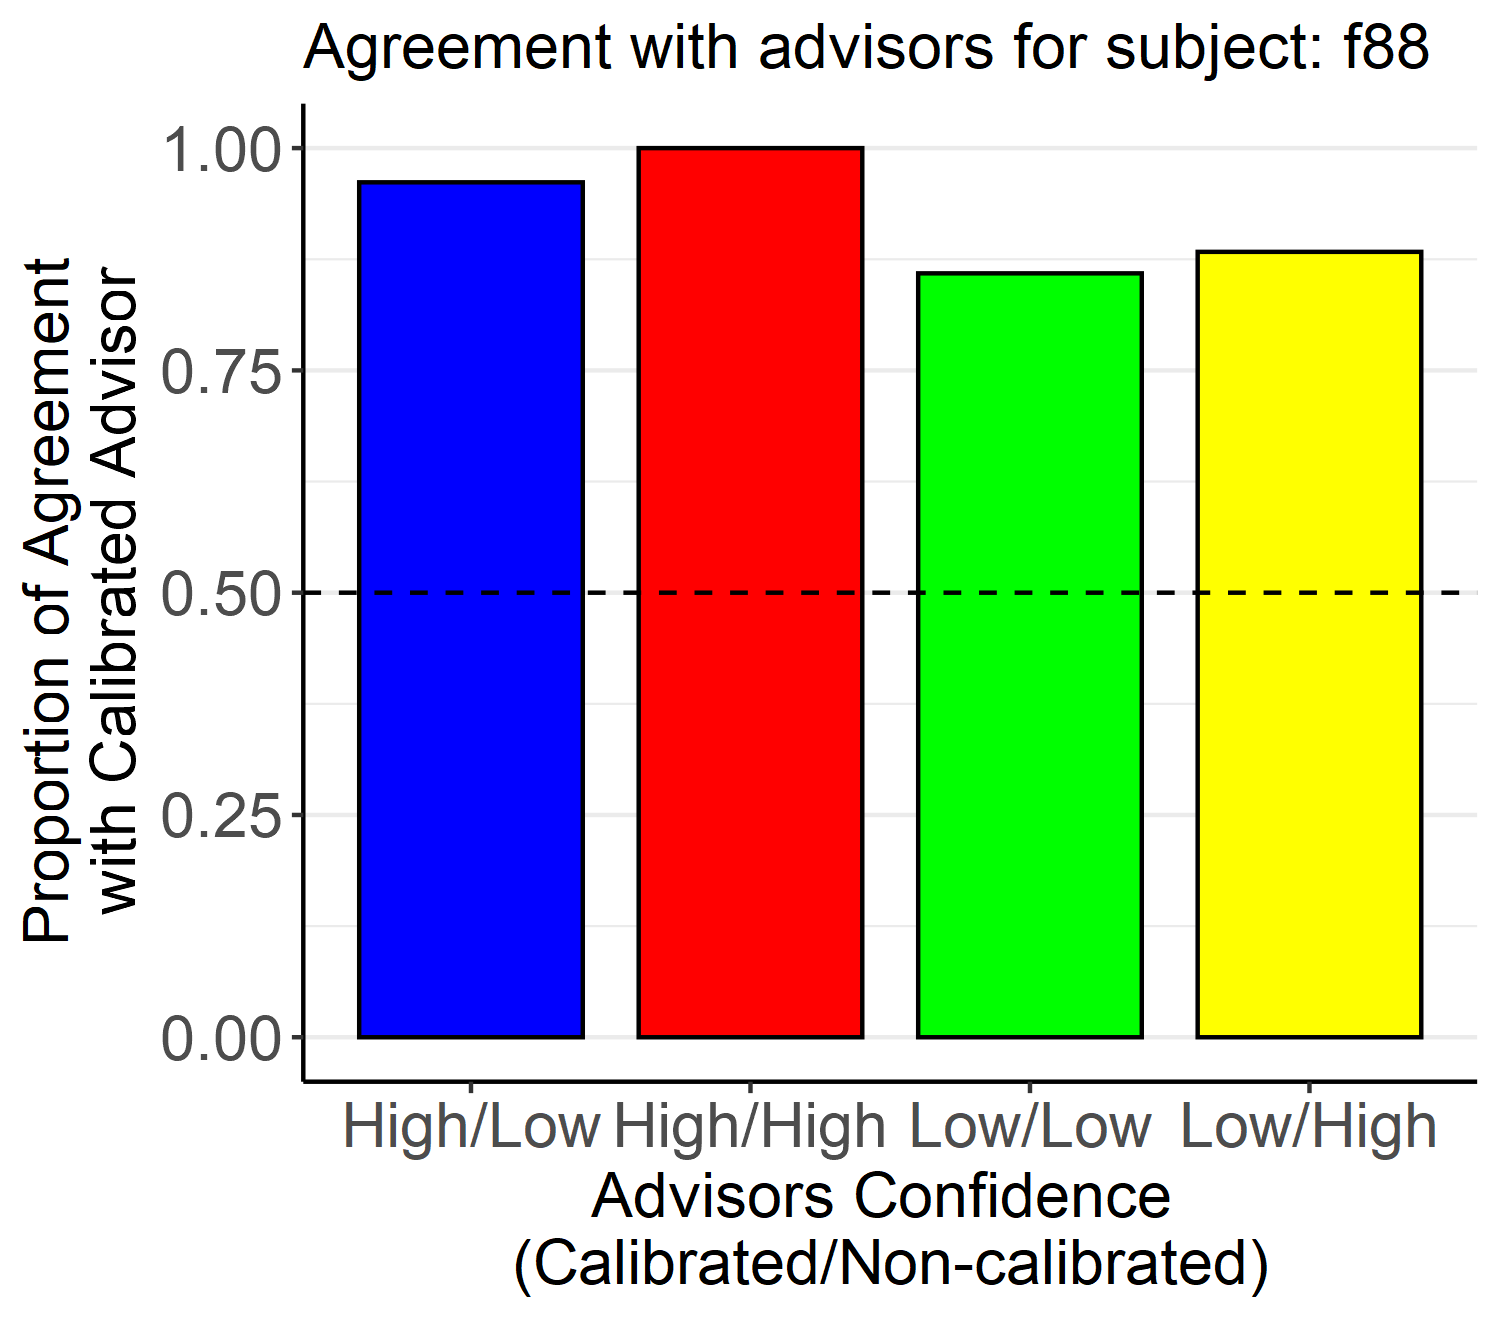 Agreement with advisors for subject: f88
Proportion of Agreement
with Calibrated Advisor
1.00
0.75
0.50
0.25
0.00
High/Low High/High Low/Low Low/High
Advisors Confidence
(Calibrated/Non-calibrated)